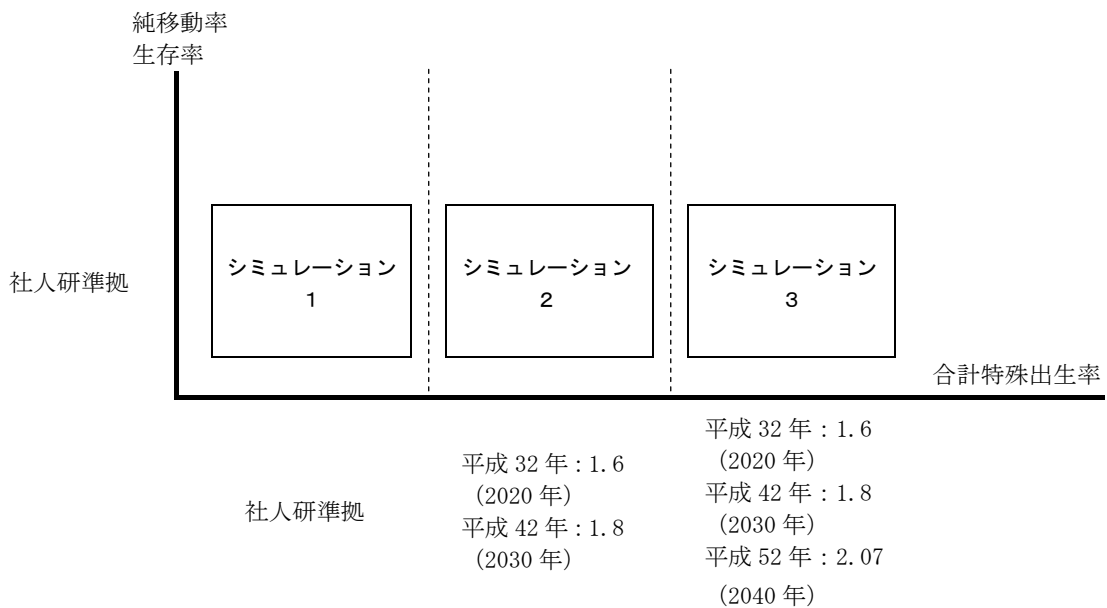 純移動率
生存率
社人研準拠
シミュレーション
1
シミュレーション
2
シミュレーション
3
合計特殊出生率
社人研準拠
平成 32 年：1.6
（2020 年）
平成 42 年：1.8
（2030 年）
平成 32 年：1.6
（2020 年）
平成 42 年：1.8
（2030 年）
平成 52 年：2.07
（2040 年）